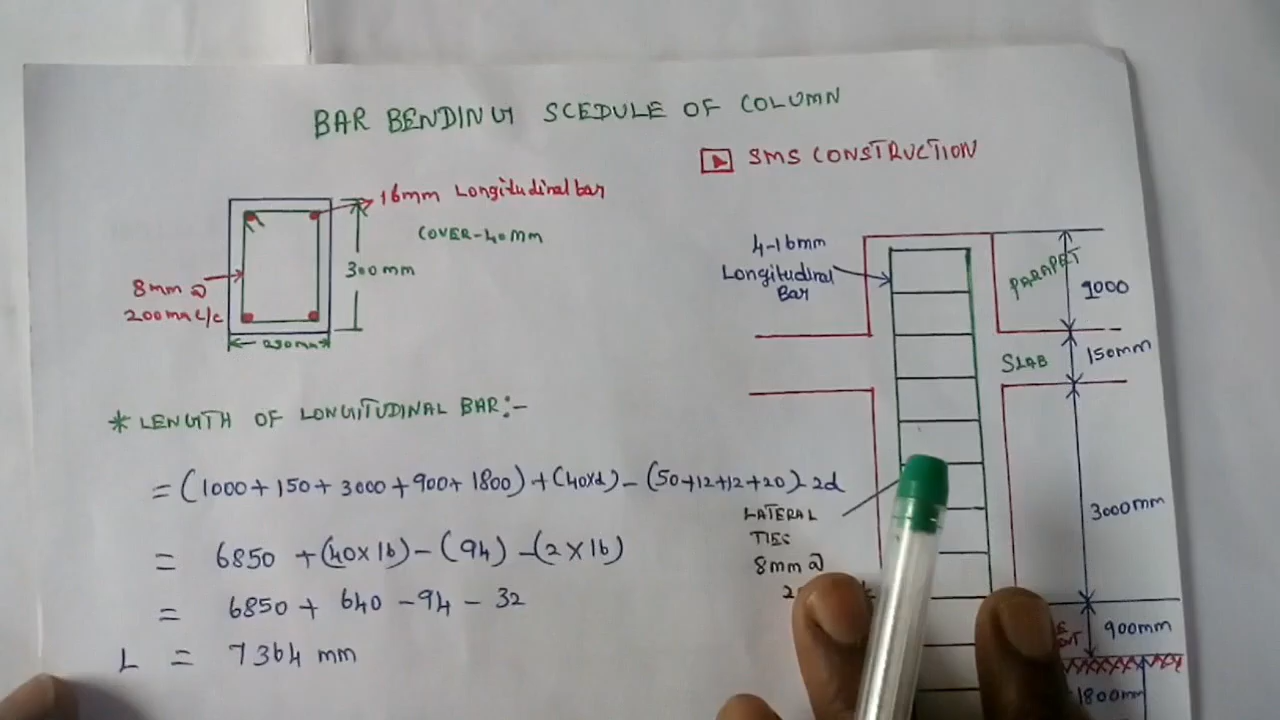 BAR BENDING SCEDULE OF COLUMN
SMS CONSTRUCTION
16mm Longitudinal bar
COVER-40MM
300mm
8mm @
200mm c/c
230mm
4-16mm
Longitudinal
Bar
PARAPET
1000
SLAB
150mm
3000mm
LATERAL
TIES
8mm @
900mm
1800mm
* LENGTH OF LONGITUDINAL BAR:-
= (1000+150+3000+900+1800)+(40xd)-(50+12+12+20)-2d
= 6850 +(40x16)-(94)-(2x16)
= 6850+ 640 -94 - 32
L = 7364 mm